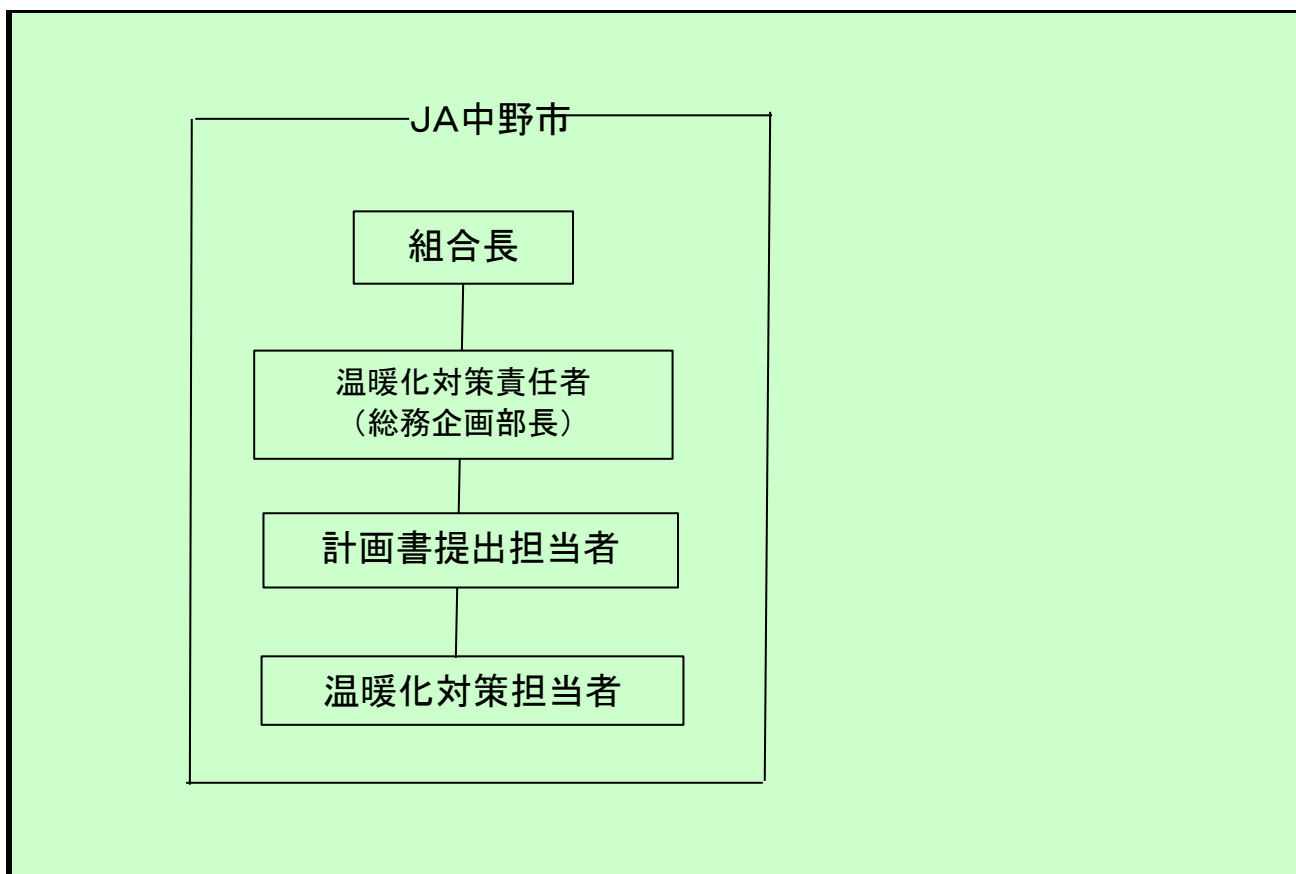 JA中野市
組合長
温暖化対策責任者
（総務企画部長）
計画書提出担当者
温暖化対策担当者